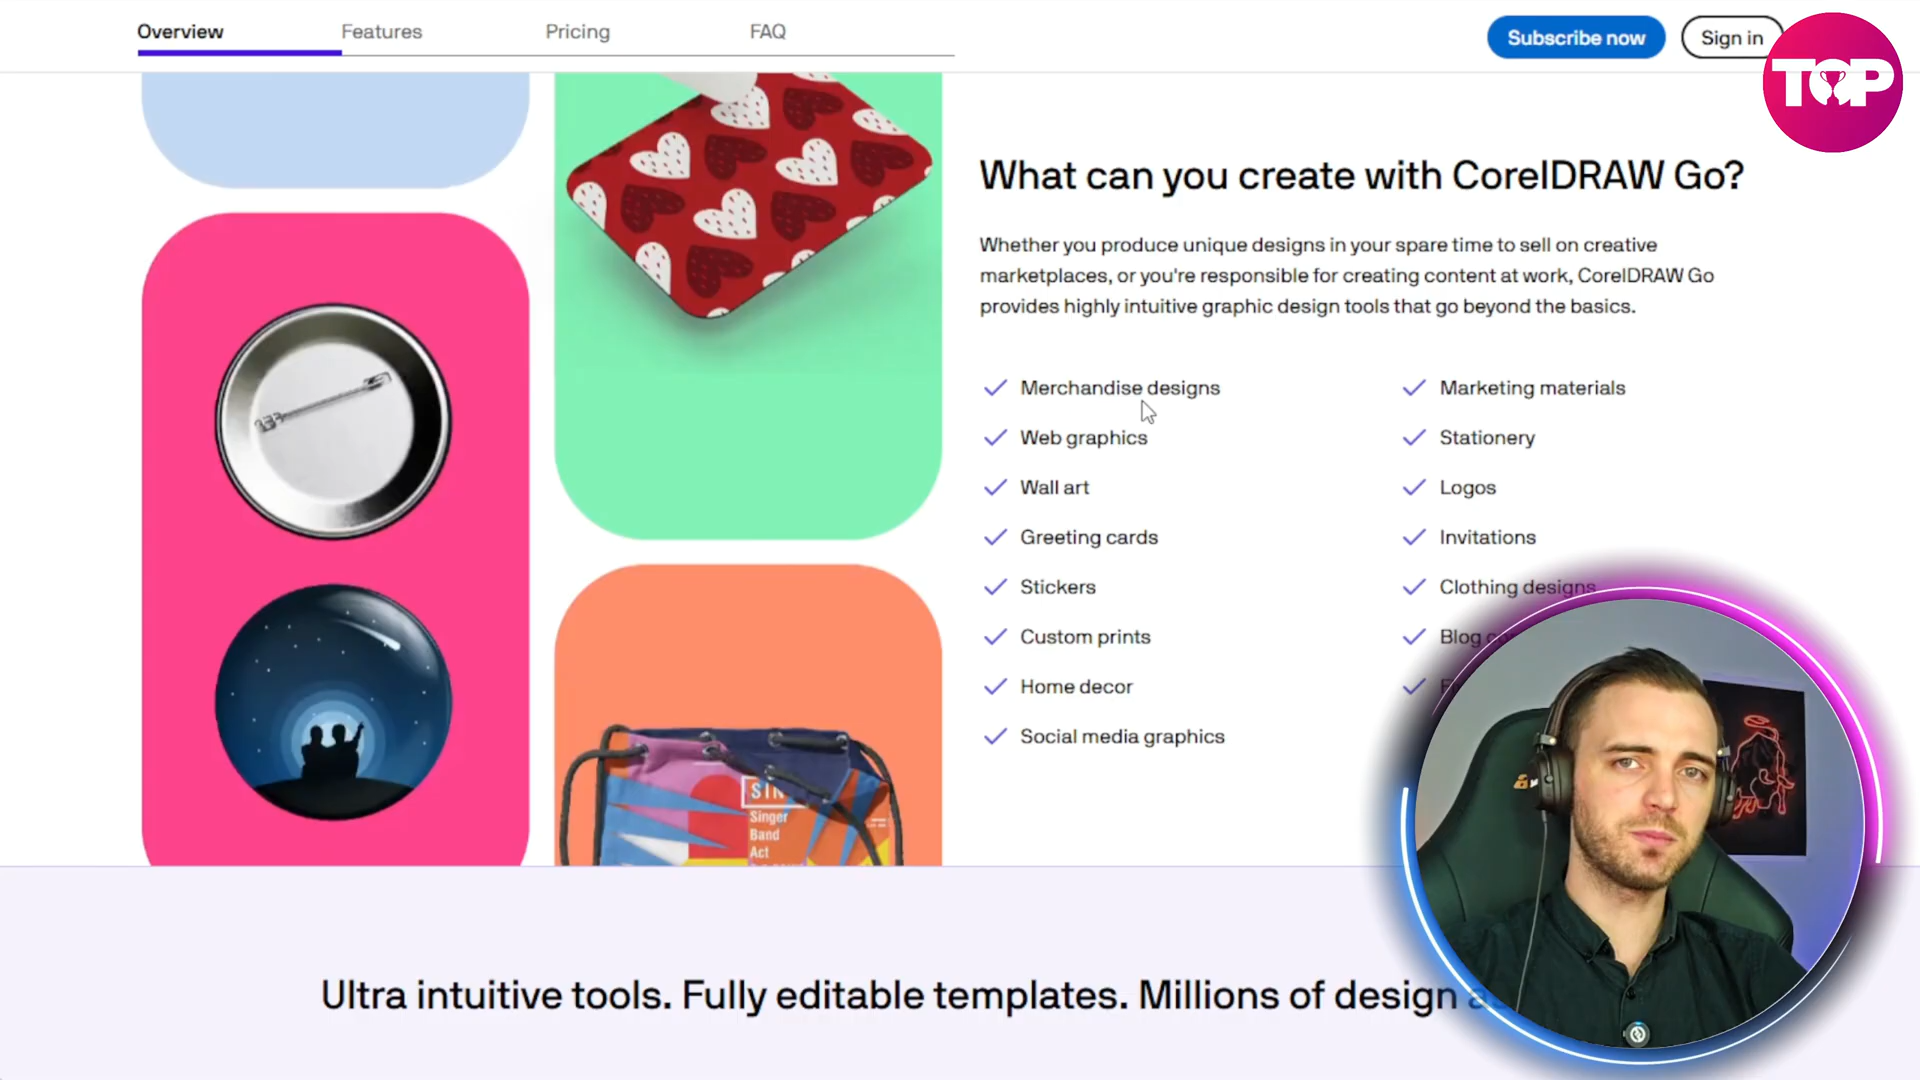 Overview
Features
Pricing
FAQ
Subscribe now
Sign in
TOP
What can you create with CorelDRAW Go?
Whether you produce unique designs in your spare time to sell on creative
marketplaces, or you're responsible for creating content at work, CorelDRAW Go
provides highly intuitive graphic design tools that go beyond the basics.
Merchandise designs
Web graphics
Wall art
Greeting cards
Stickers
Custom prints
Home decor
Social media graphics
Marketing materials
Stationery
Logos
Invitations
Clothing designs
Blog
Singer
Band
Act
Ultra intuitive tools. Fully editable templates. Millions of design